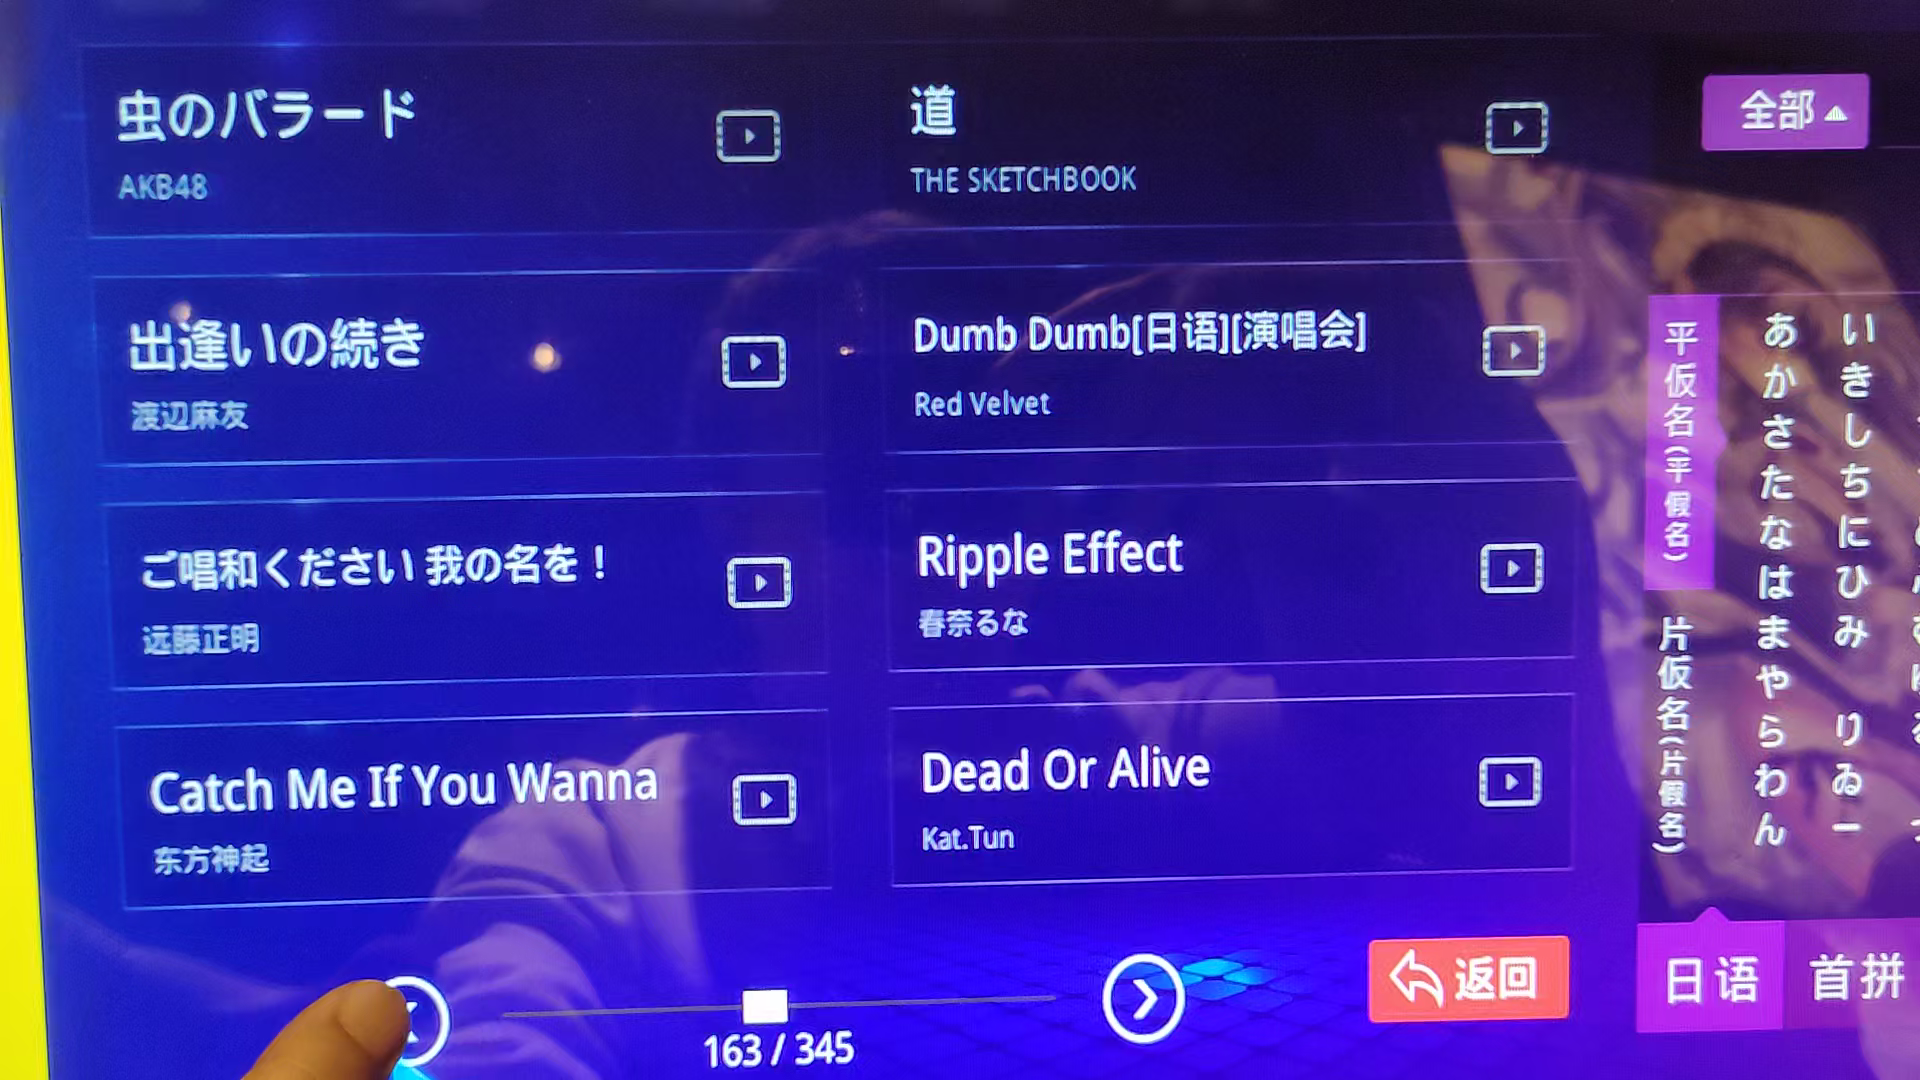 虫のバラード
AKB48
道
THE SKETCHBOOK
出逢いの続き
渡辺麻友
Dumb Dumb[日语][演唱会]
Red Velvet
ご唱和ください 我の名を！
远藤正明
Ripple Effect
春奈るな
Catch Me If You Wanna
东方神起
Dead Or Alive
Kat.Tun
163 / 345
返回
全部
平仮名(平假名)
片仮名(片假名)
あかさたなはまやらわん
いきしちにひみ りゐー
日语
首拼